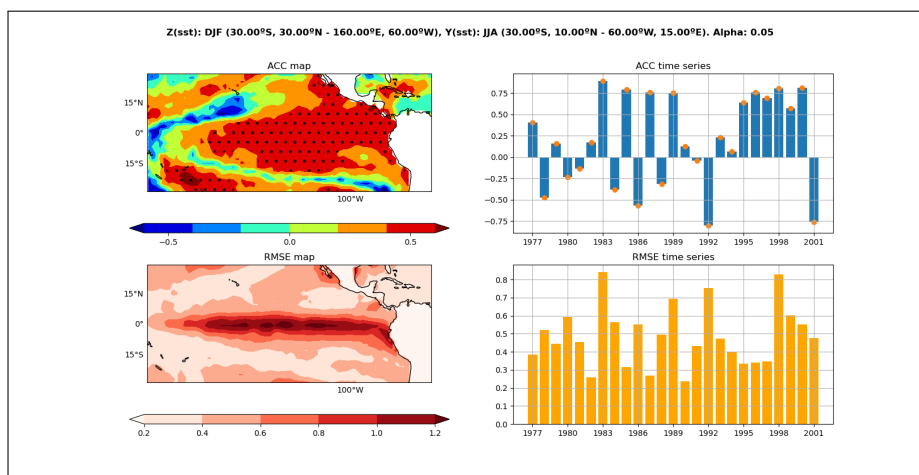 Z(sst): DJF (30.00ºS, 30.00ºN - 160.00ºE, 60.00ºW), Y(sst): JJA (30.00ºS, 10.00ºN - 60.00ºW, 15.00ºE). Alpha: 0.05
ACC map
15°N
0°
15°S
100°W
−0.5 0.0 0.5
ACC time series
0.75
0.50
0.25
0.00
−0.25
−0.50
−0.75
1977 1980 1983 1986 1989 1992 1995 1998 2001
RMSE map
15°N
0°
15°S
100°W
0.2 0.4 0.6 0.8 1.0 1.2
RMSE time series
0.8
0.7
0.6
0.5
0.4
0.3
0.2
0.1
0.0
1977 1980 1983 1986 1989 1992 1995 1998 2001